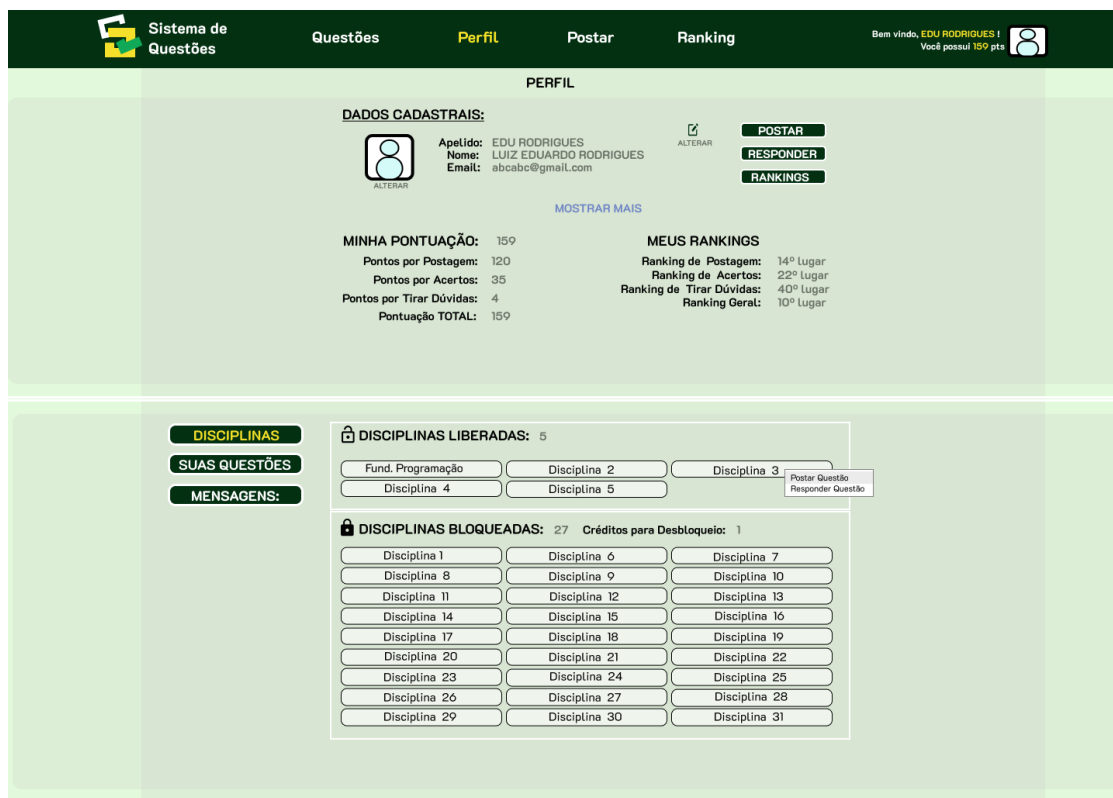 Sistema de
Questões
Questões Perfil Postar Ranking
Bem vindo, EDU RODRIGUES !
Você possui 159 pts
PERFIL
DADOS CADASTRAIS:
ALTERAR
Apelido: EDU RODRIGUES
Nome: LUIZ EDUARDO RODRIGUES
Email: abcabc@gmail.com
ALTERAR
POSTAR
RESPONDER
RANKINGS
MOSTRAR MAIS
MINHA PONTUAÇÃO: 159
Pontos por Postagem: 120
Pontos por Acertos: 35
Pontos por Tirar Dúvidas: 4
Pontuação TOTAL: 159
MEUS RANKINGS
Ranking de Postagem: 14º lugar
Ranking de Acertos: 22º lugar
Ranking de Tirar Dúvidas: 40º lugar
Ranking Geral: 10º lugar
DISCIPLINAS
SUAS QUESTÕES
MENSAGENS:
DISCIPLINAS LIBERADAS: 5
Fund. Programação Disciplina 2 Disciplina 3
Postar Questão
Responder Questão
Disciplina 4 Disciplina 5
DISCIPLINAS BLOQUEADAS: 27 Créditos para Desbloqueio: 1
Disciplina 1 Disciplina 6 Disciplina 7
Disciplina 8 Disciplina 9 Disciplina 10
Disciplina 11 Disciplina 12 Disciplina 13
Disciplina 14 Disciplina 15 Disciplina 16
Disciplina 17 Disciplina 18 Disciplina 19
Disciplina 20 Disciplina 21 Disciplina 22
Disciplina 23 Disciplina 24 Disciplina 25
Disciplina 26 Disciplina 27 Disciplina 28
Disciplina 29 Disciplina 30 Disciplina 31